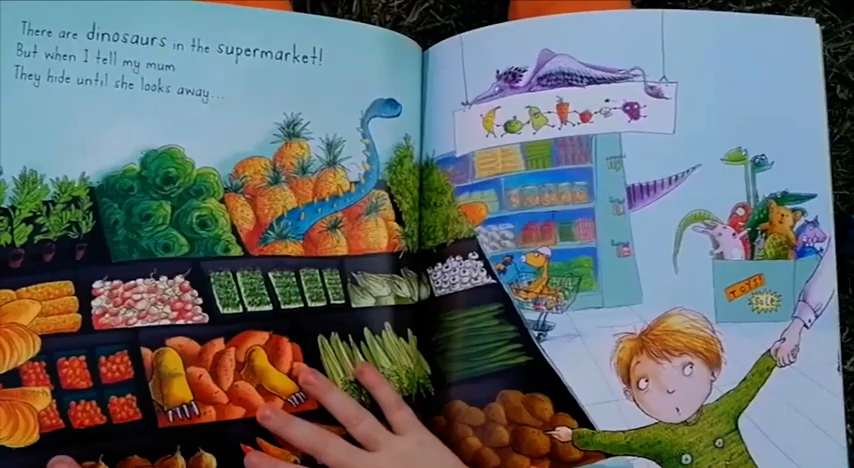 There are dinosaurs in the supermarket!
But when I tell my mum
They hide until she looks away...
TOYS
SALE